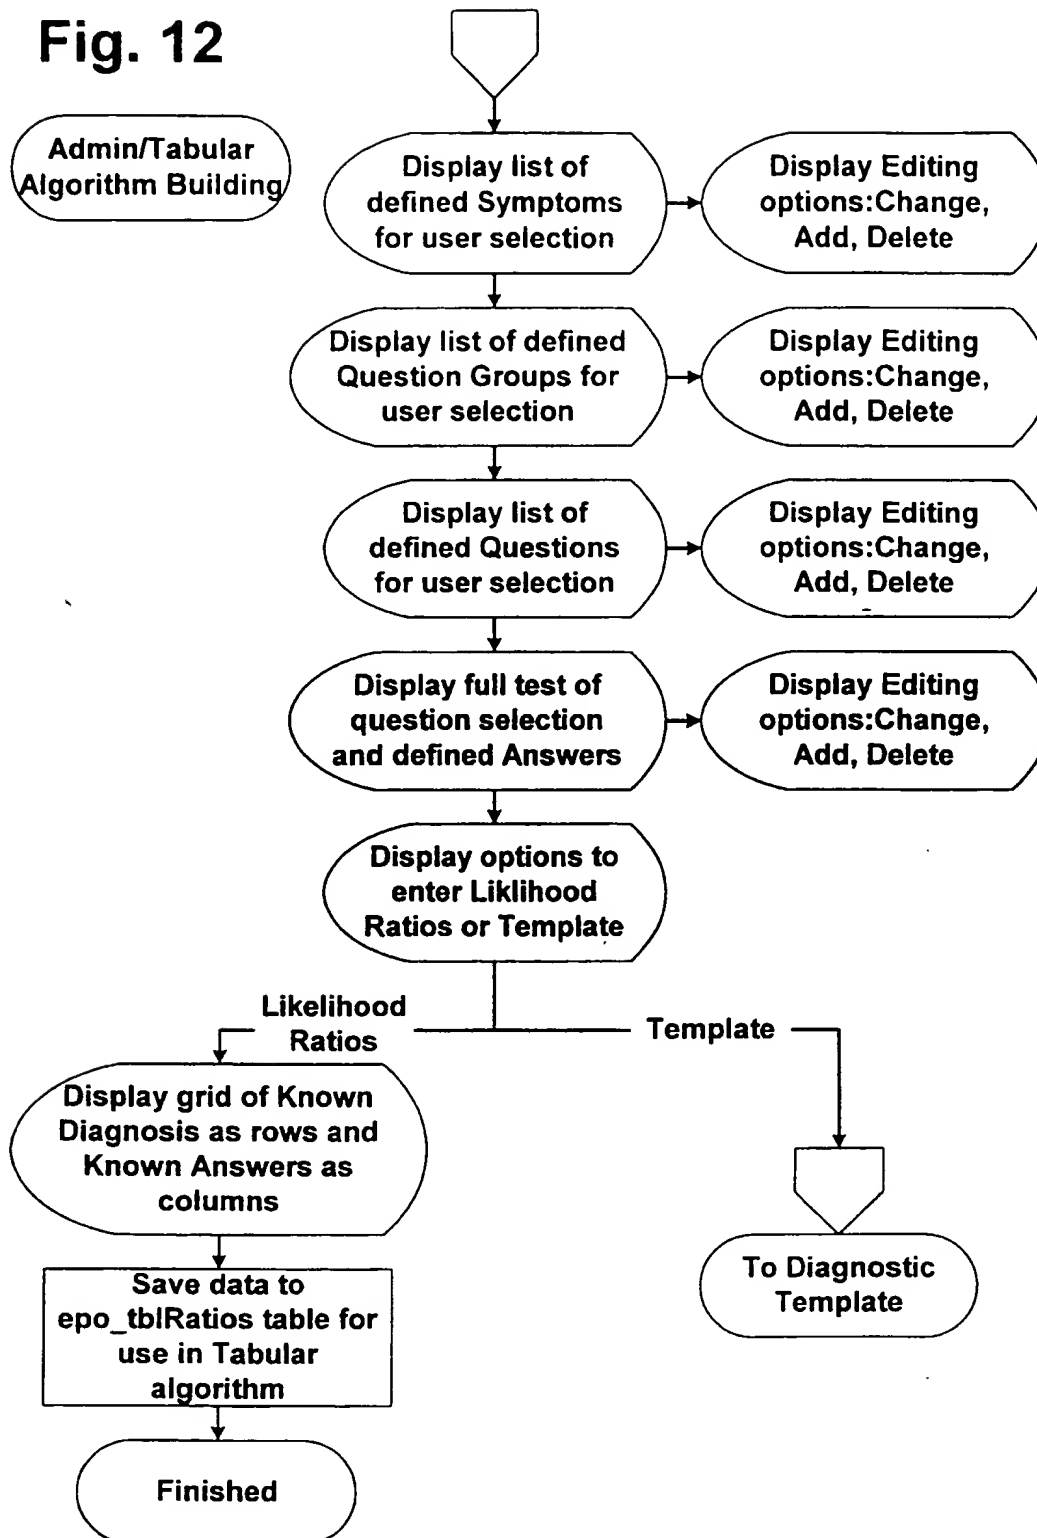 Fig. 12
Admin/Tabular
Algorithm Building
Display list of
defined Symptoms
for user selection
Display Editing
options:Change,
Add, Delete
Display list of defined
Question Groups for
user selection
Display Editing
options:Change,
Add, Delete
Display list of
defined Questions
for user selection
Display Editing
options:Change,
Add, Delete
Display full test of
question selection
and defined Answers
Display Editing
options:Change,
Add, Delete
Display options to
enter Liklihood
Ratios or Template
Likelihood
Ratios
Template
Display grid of Known
Diagnosis as rows and
Known Answers as
columns
To Diagnostic
Template
Save data to
epo_tblRatios table for
use in Tabular
algorithm
Finished